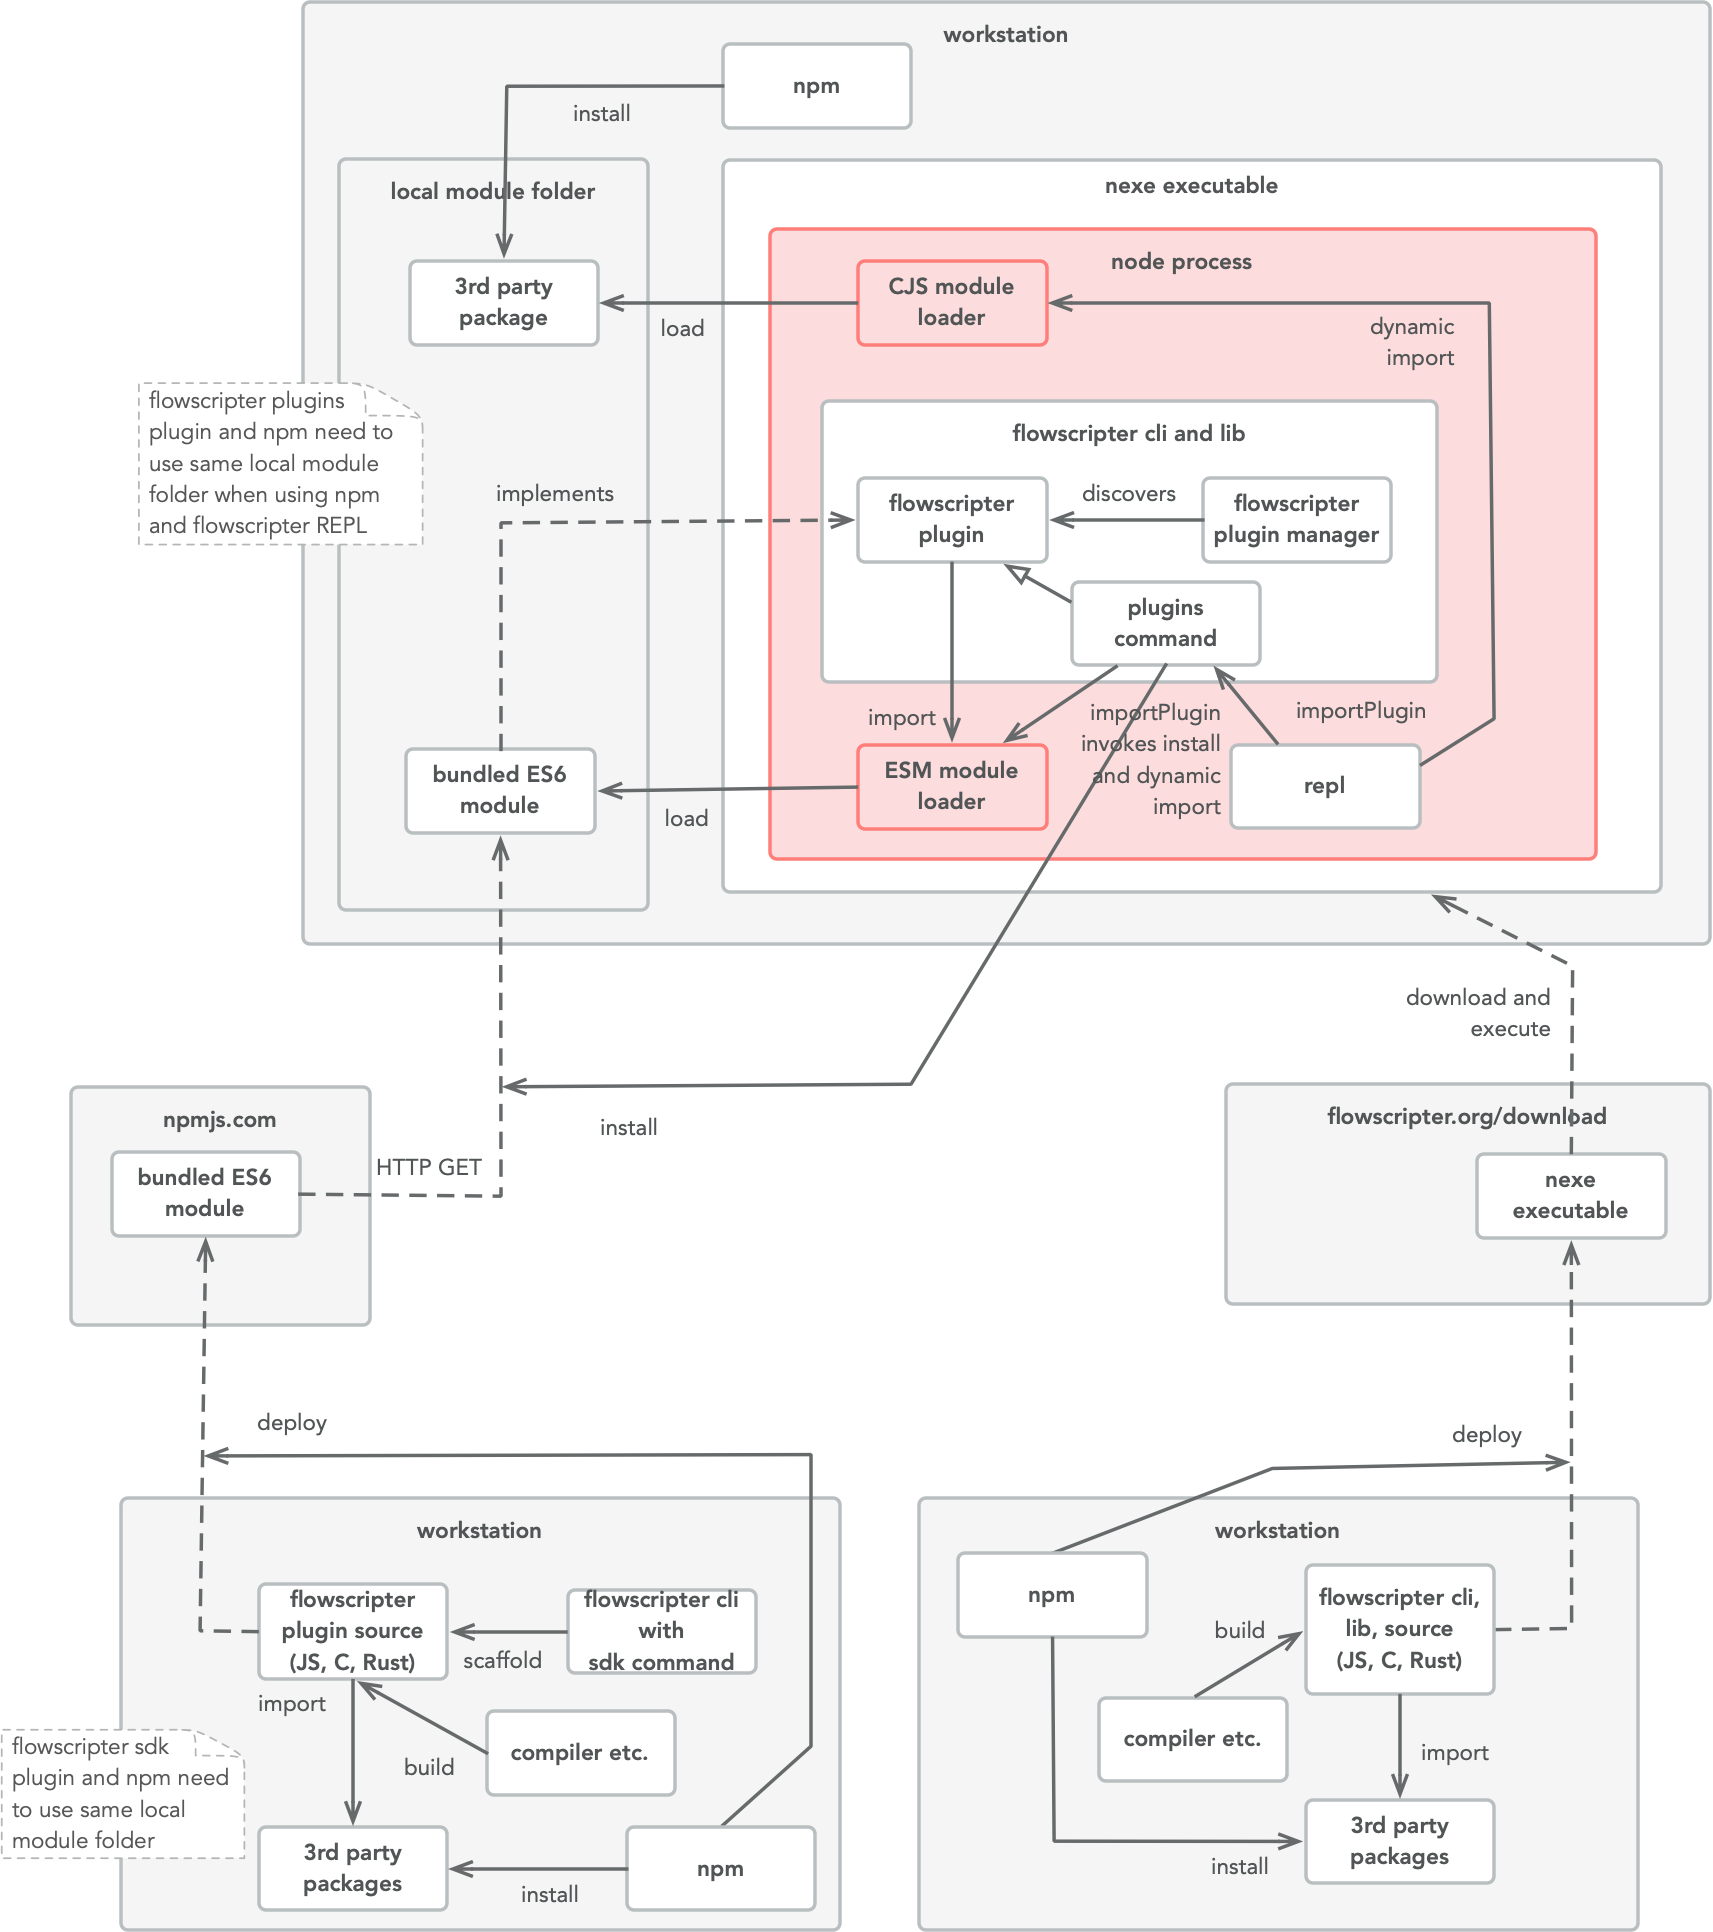 workstation
npm
install
local module folder
nexe executable
node process
3rd party
package
CJS module
loader
load
dynamic
import
flowscripter plugins
plugin and npm need to
use same local module
folder when using npm
and flowscripter REPL
flowscripter cli and lib
implements
flowscripter
plugin
discovers
flowscripter
plugin manager
plugins
command
import
importPlugin
invokes install
and dynamic
import
importPlugin
bundled ES6
module
load
ESM module
loader
repl
download and
execute
npmjs.com
bundled ES6
module
HTTP GET
install
flowscripter.org/download
nexe
executable
deploy
deploy
workstation
flowscripter
plugin source
(JS, C, Rust)
scaffold
flowscripter cli
with
sdk command
import
build
compiler etc.
flowscripter sdk
plugin and npm need
to use same local
module folder
3rd party
packages
install
npm
workstation
npm
build
flowscripter cli,
lib, source
(JS, C, Rust)
compiler etc.
import
install
3rd party
packages